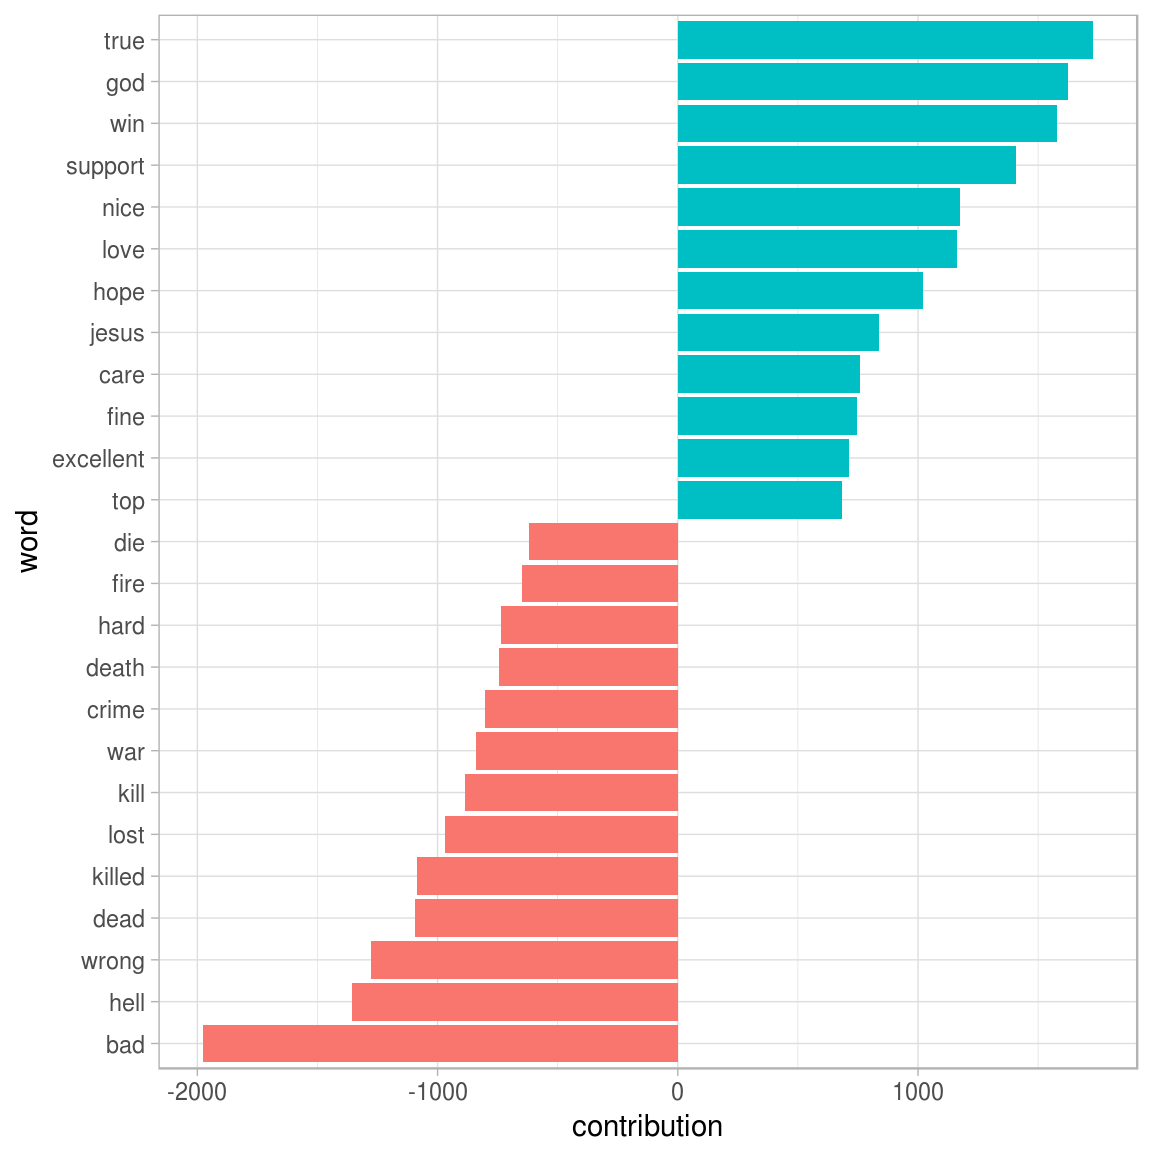 true
god
win
support
nice
love
hope
jesus
care
fine
excellent
top
die
fire
hard
death
crime
war
kill
lost
killed
dead
wrong
hell
bad
word
-2000 -1000 0 1000
contribution